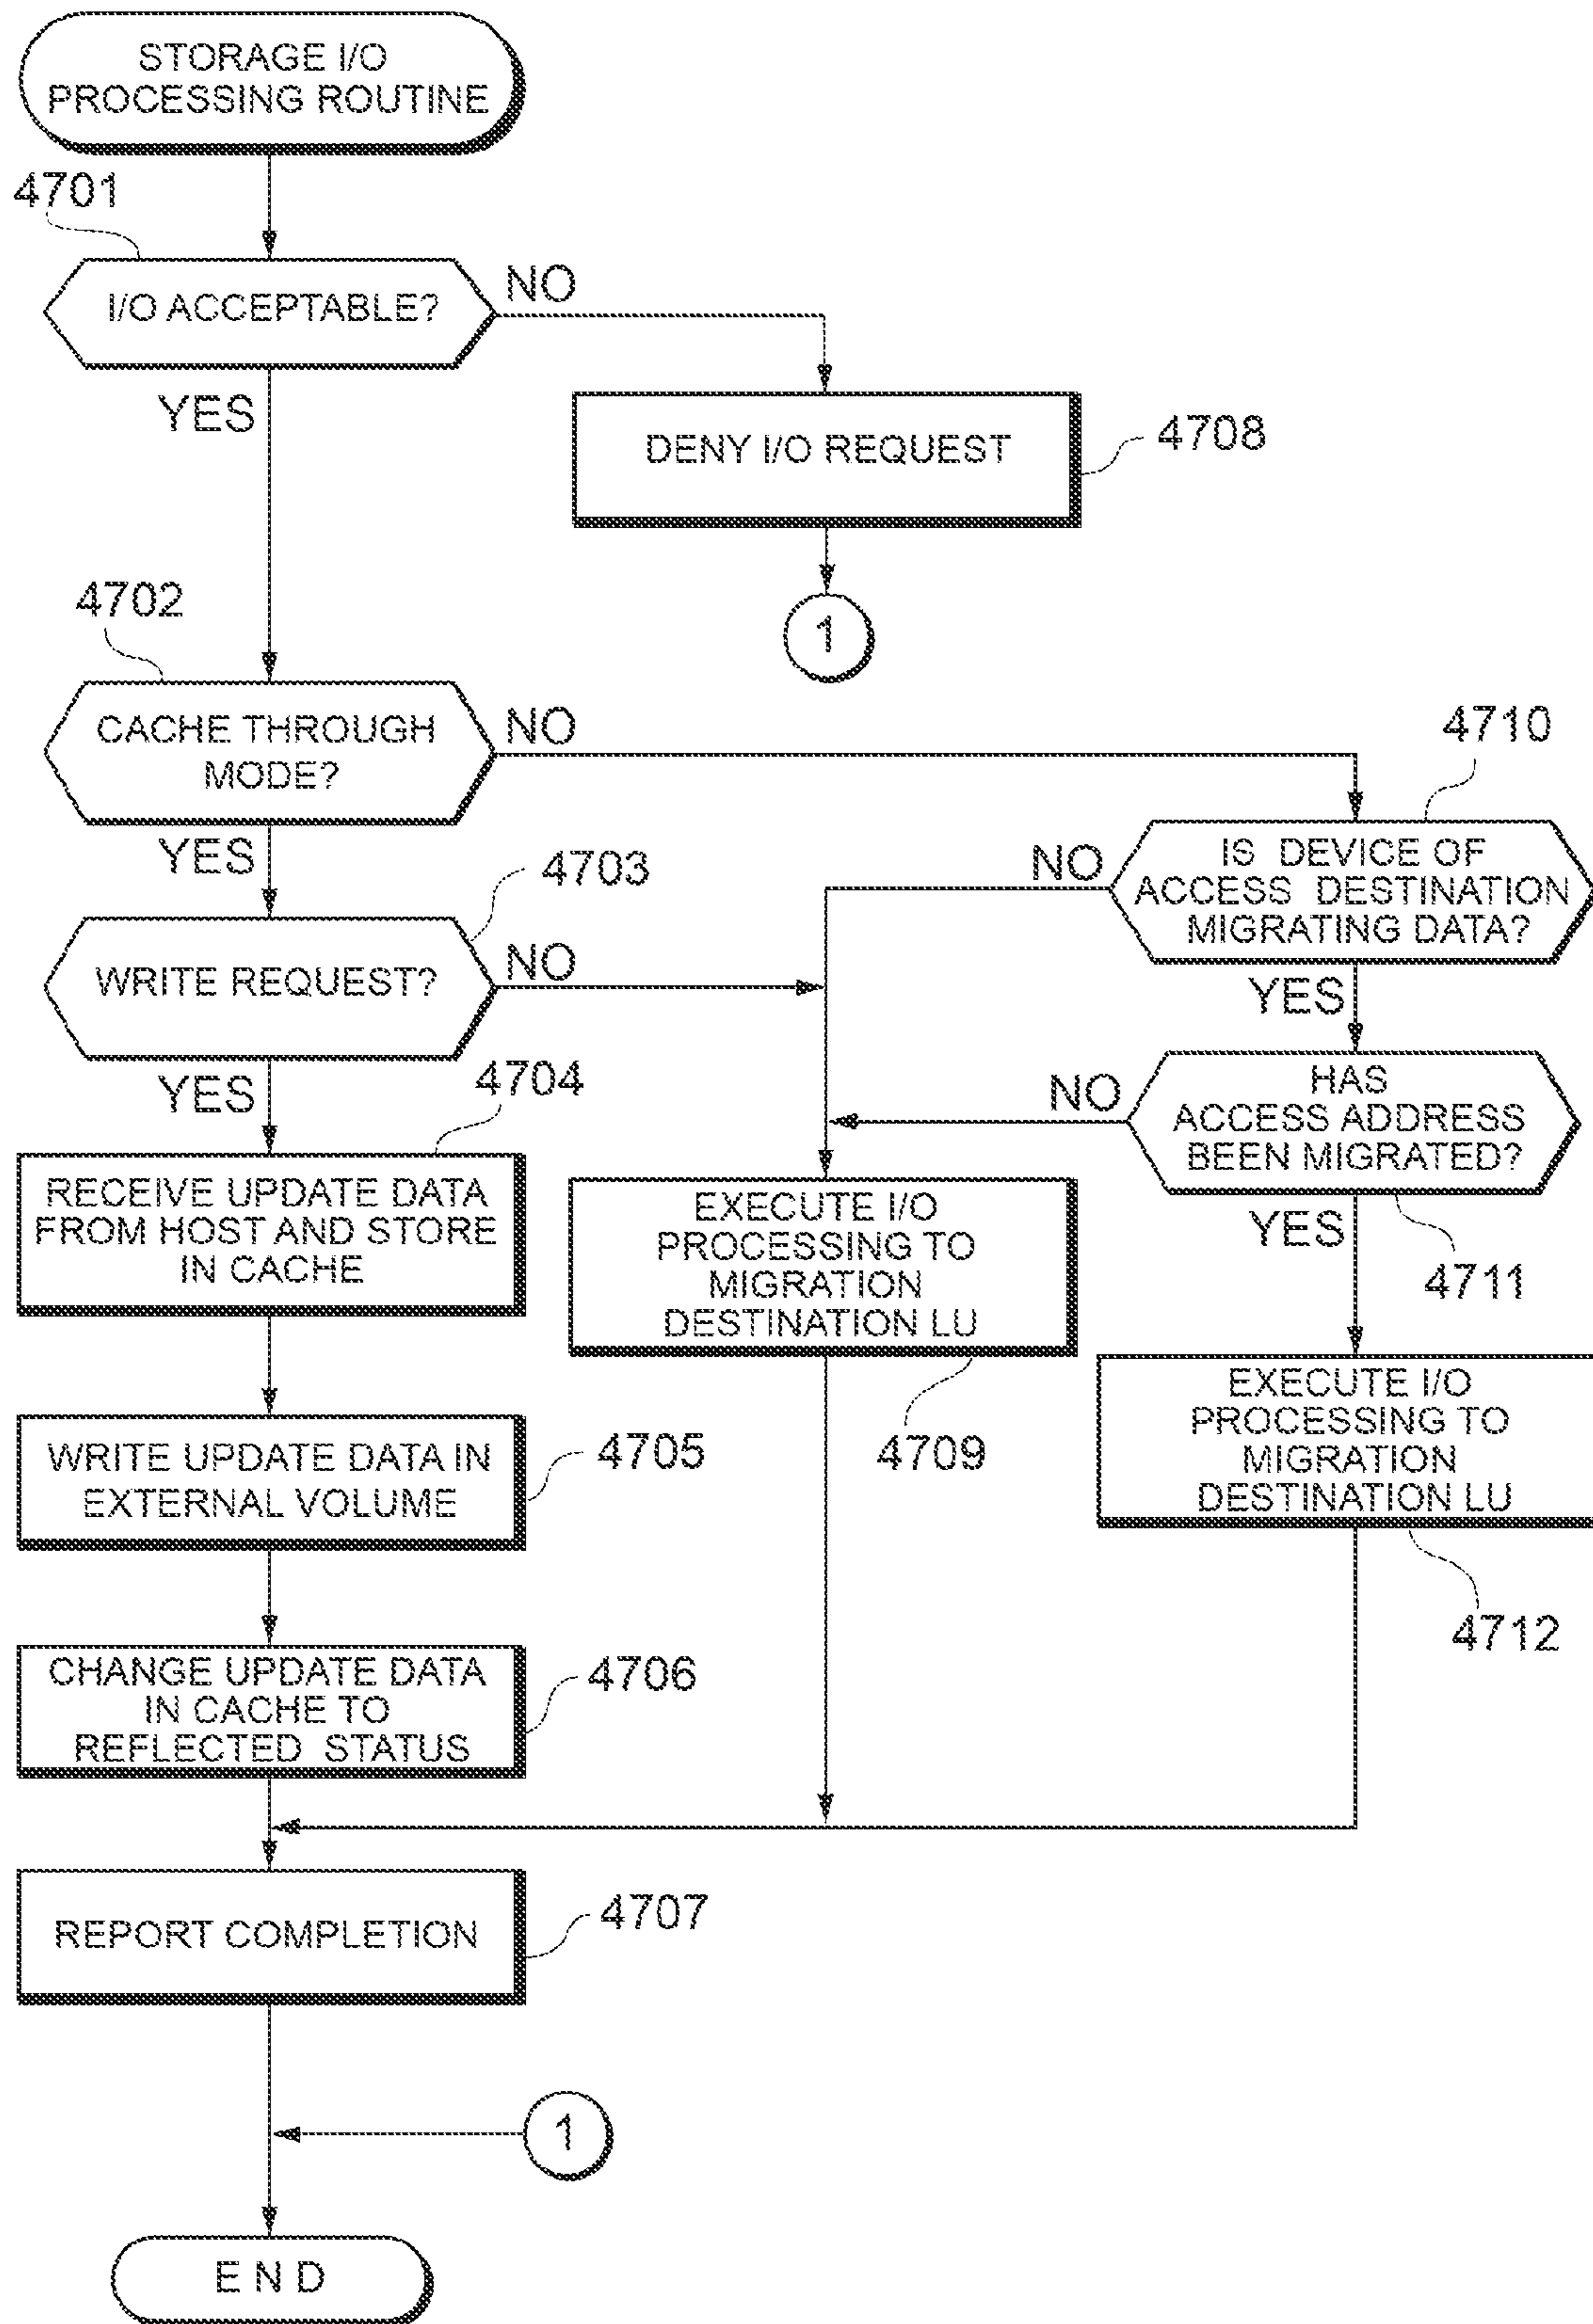 STORAGE I/O
PROCESSING ROUTINE
4701
I/O ACCEPTABLE?
NO
YES
DENY I/O REQUEST
4708
1
4702
CACHE THROUGH
MODE?
NO
YES
4710
IS DEVICE OF
ACCESS DESTINATION
MIGRATING DATA?
NO
YES
4703
WRITE REQUEST?
NO
YES
HAS
ACCESS ADDRESS
BEEN MIGRATED?
NO
YES
4711
4704
RECEIVE UPDATE DATA
FROM HOST AND STORE
IN CACHE
EXECUTE I/O
PROCESSING TO
MIGRATION
DESTINATION LU
4709
EXECUTE I/O
PROCESSING TO
MIGRATION
DESTINATION LU
4712
WRITE UPDATE DATA IN
EXTERNAL VOLUME
4705
CHANGE UPDATE DATA
IN CACHE TO
REFLECTED STATUS
4706
REPORT COMPLETION
4707
1
END